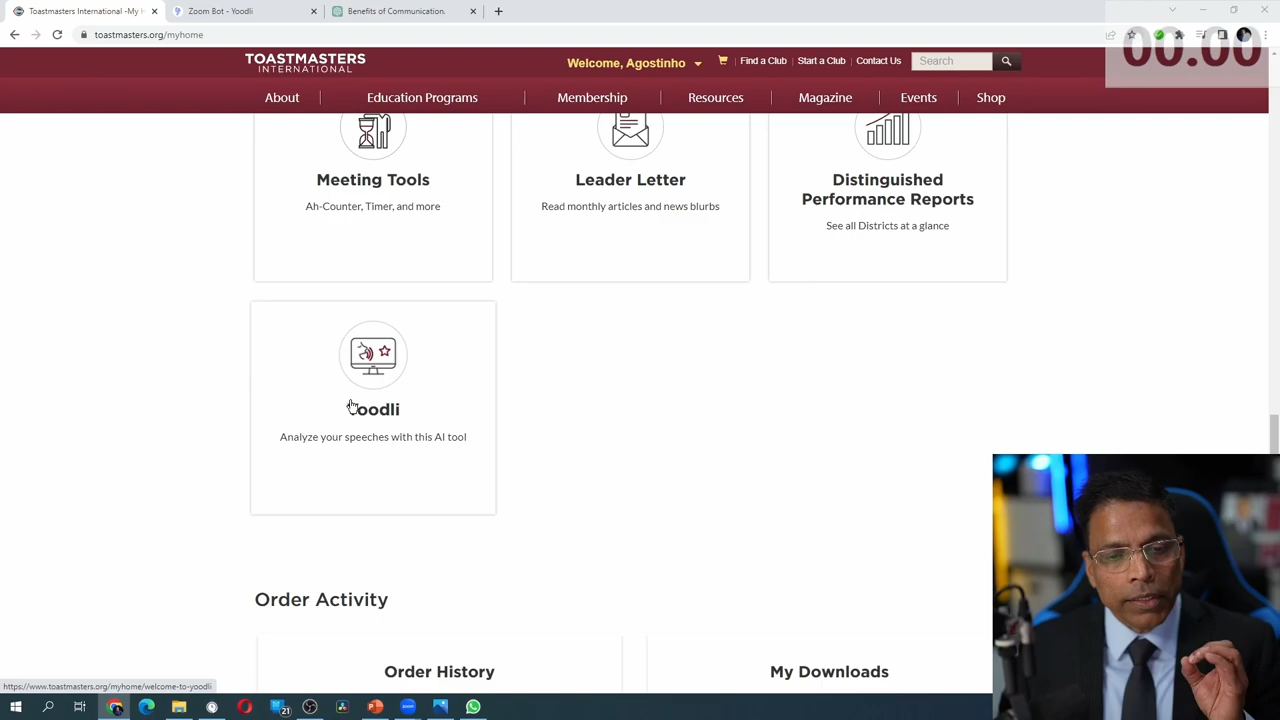 Toastmasters International -My H
Zoom Bot - Yoodli
Benefits of Communication.
toastmasters.org/myhome
00.00
TOASTMASTERS
INTERNATIONAL
Welcome, Agostinho
Find a Club
Start a Club
Contact Us
Search
About
Education Programs
Membership
Resources
Magazine
Events
Shop
Meeting Tools
Ah-Counter, Timer, and more
Leader Letter
Read monthly articles and news blurbs
Distinguished
Performance Reports
See all Districts at a glance
Yoodli
Analyze your speeches with this AI tool
Order Activity
Order History
My Downloads
https://www.toastmasters.org/myhome/welcome-to-yoodli
21
zoom